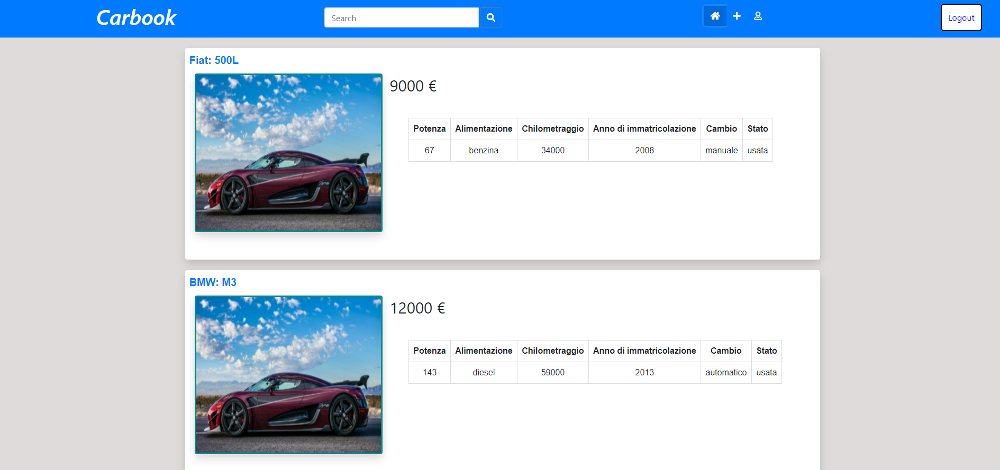 Carbook
Search
Logout
Fiat: 500L
9000 €
Potenza Alimentazione Chilometraggio Anno di immatricolazione Cambio Stato
67 benzina 34000 2008 manuale usata
BMW: M3
12000 €
Potenza Alimentazione Chilometraggio Anno di immatricolazione Cambio Stato
143 diesel 59000 2013 automatico usata